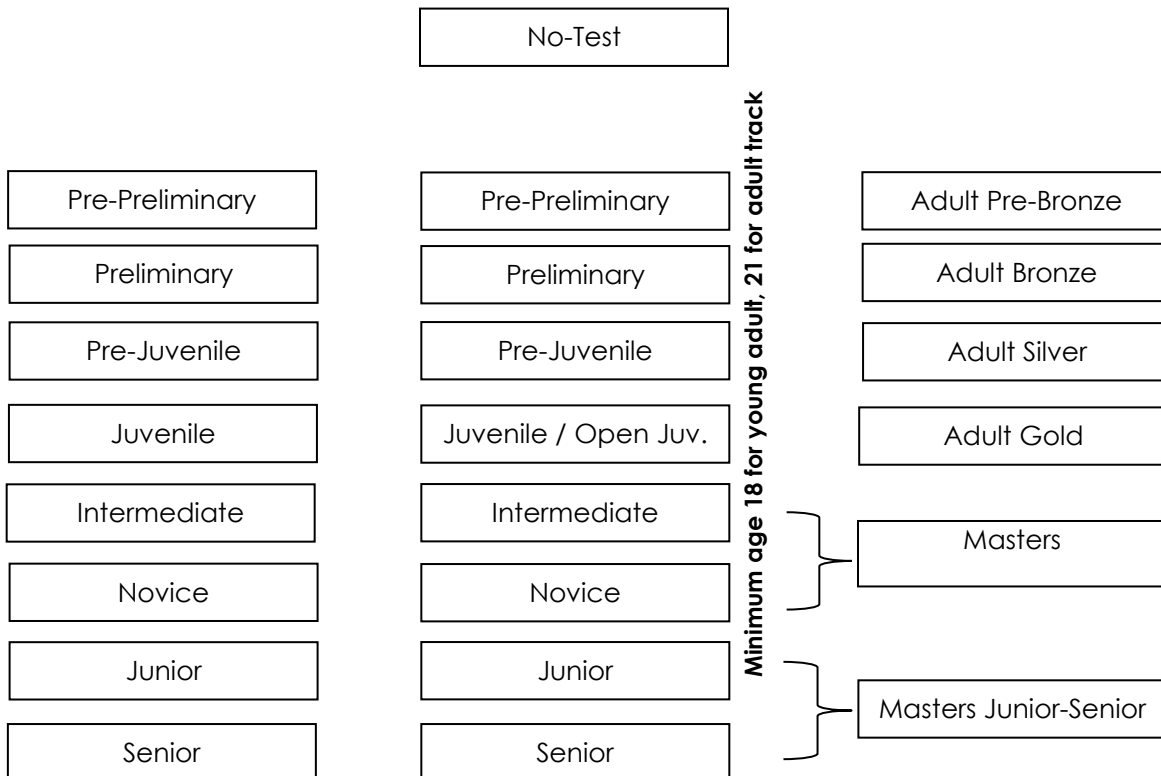 No-Test
Pre-Preliminary
Pre-Preliminary
Adult Pre-Bronze
Preliminary
Preliminary
Adult Bronze
Pre-Juvenile
Pre-Juvenile
Adult Silver
Juvenile
Juvenile / Open Juv.
Adult Gold
Intermediate
Intermediate
Masters
Novice
Novice
Junior
Junior
Masters Junior-Senior
Senior
Senior
Minimum age 18 for young adult, 21 for adult track